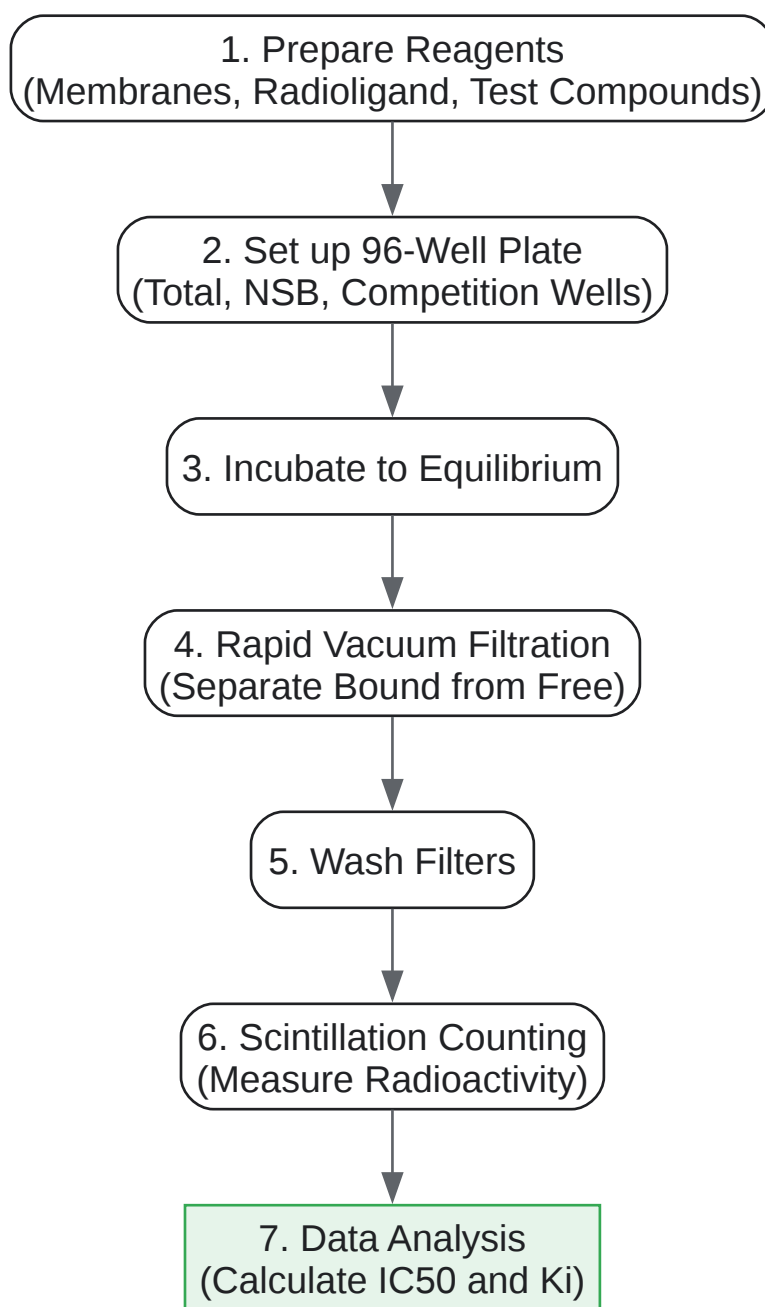 1. Prepare Reagents
(Membranes, Radioligand, Test Compounds)
2. Set up 96-Well Plate
(Total, NSB, Competition Wells)
3. Incubate to Equilibrium
4. Rapid Vacuum Filtration
(Separate Bound from Free)
5. Wash Filters
6. Scintillation Counting
(Measure Radioactivity)
7. Data Analysis
(Calculate IC50 and Ki)